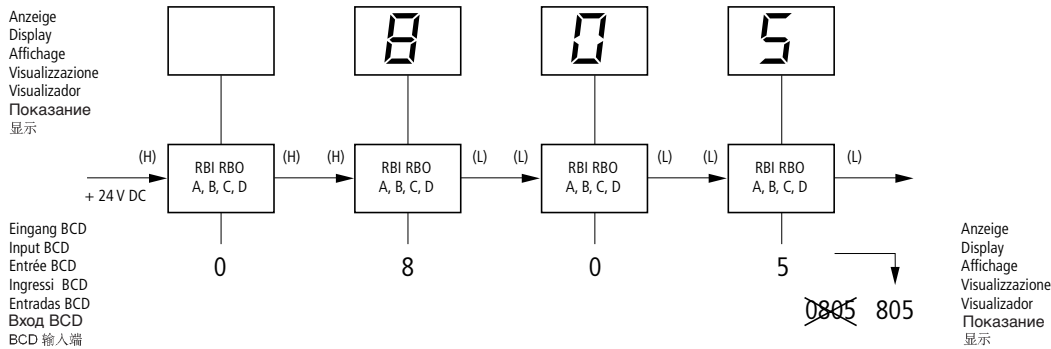 Anzeige
Display
Affichage
Visualizzazione
Visualizador
Показание
显示
8 0 5
(H) (H) (H) (L) (L) (L) (L) (L)
RBI RBO RBI RBO RBI RBO RBI RBO
A, B, C, D A, B, C, D A, B, C, D A, B, C, D
+ 24 V DC
Eingang BCD
Input BCD
Entrée BCD
Ingressi BCD
Entradas BCD
Вход BCD
BCD 输入端
0 8 0 5
0805 805
Anzeige
Display
Affichage
Visualizzazione
Visualizador
Показание
显示